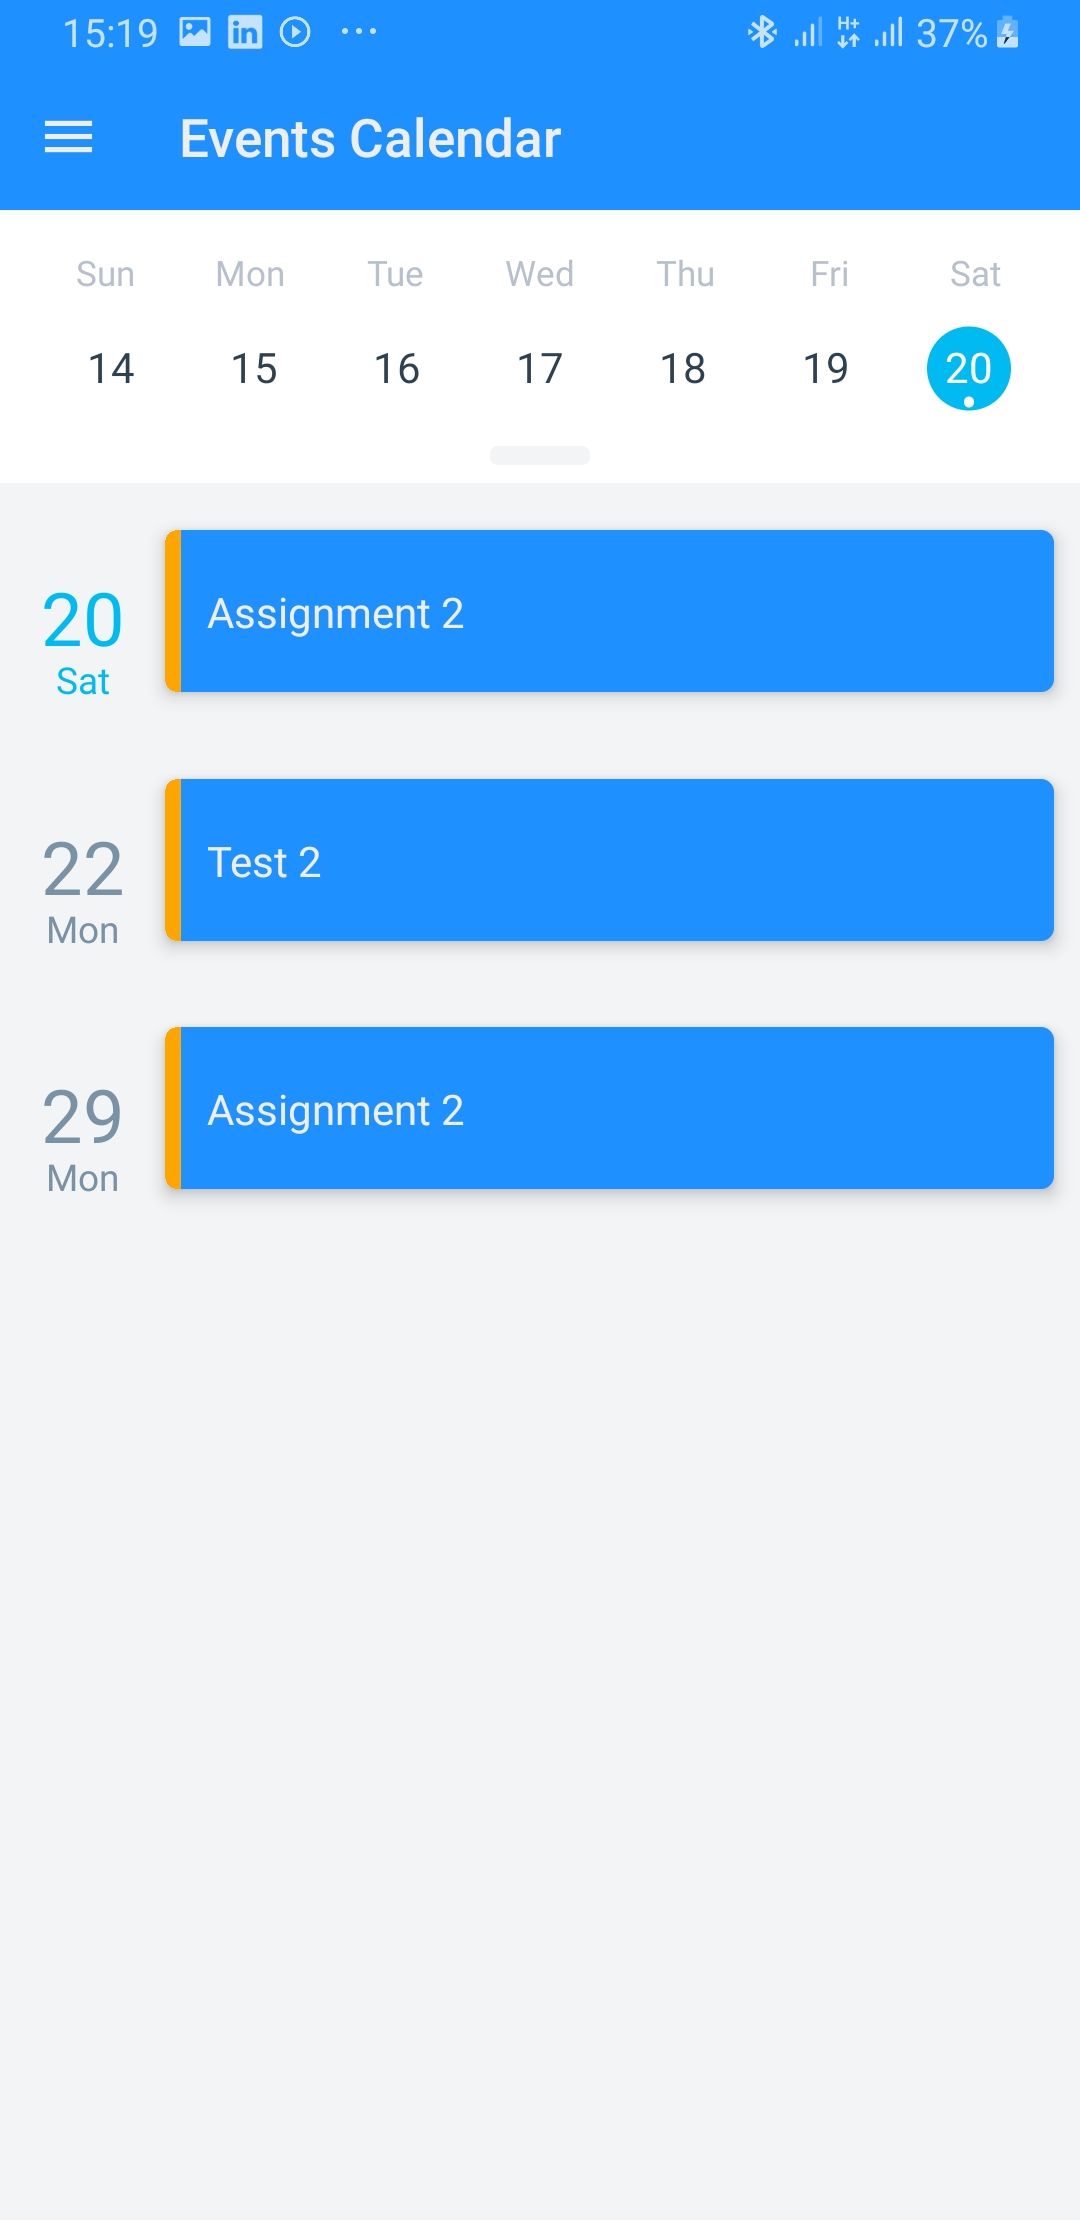 15:19 in ... H+ 37%
Events Calendar
Sun Mon Tue Wed Thu Fri Sat
14 15 16 17 18 19 20
20
Sat
Assignment 2
22
Mon
Test 2
29
Mon
Assignment 2